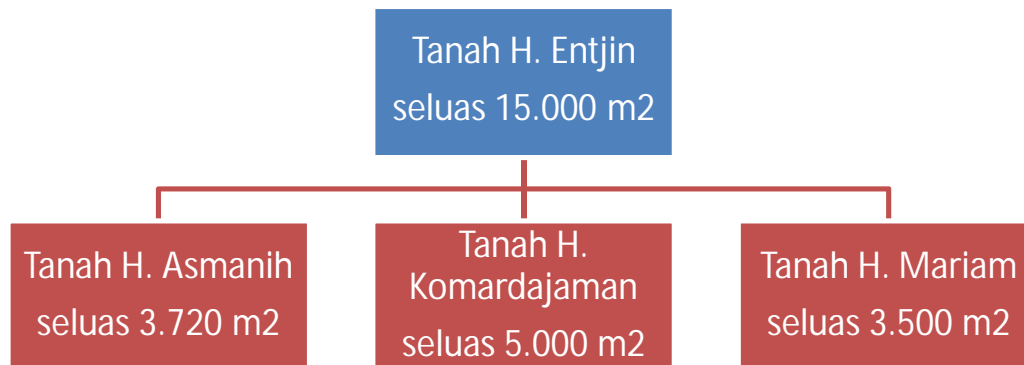 Tanah H. Entjin
seluas 15.000 m2
Tanah H. Asmanih
seluas 3.720 m2
Tanah H.
Komardajaman
seluas 5.000 m2
Tanah H. Mariam
seluas 3.500 m2